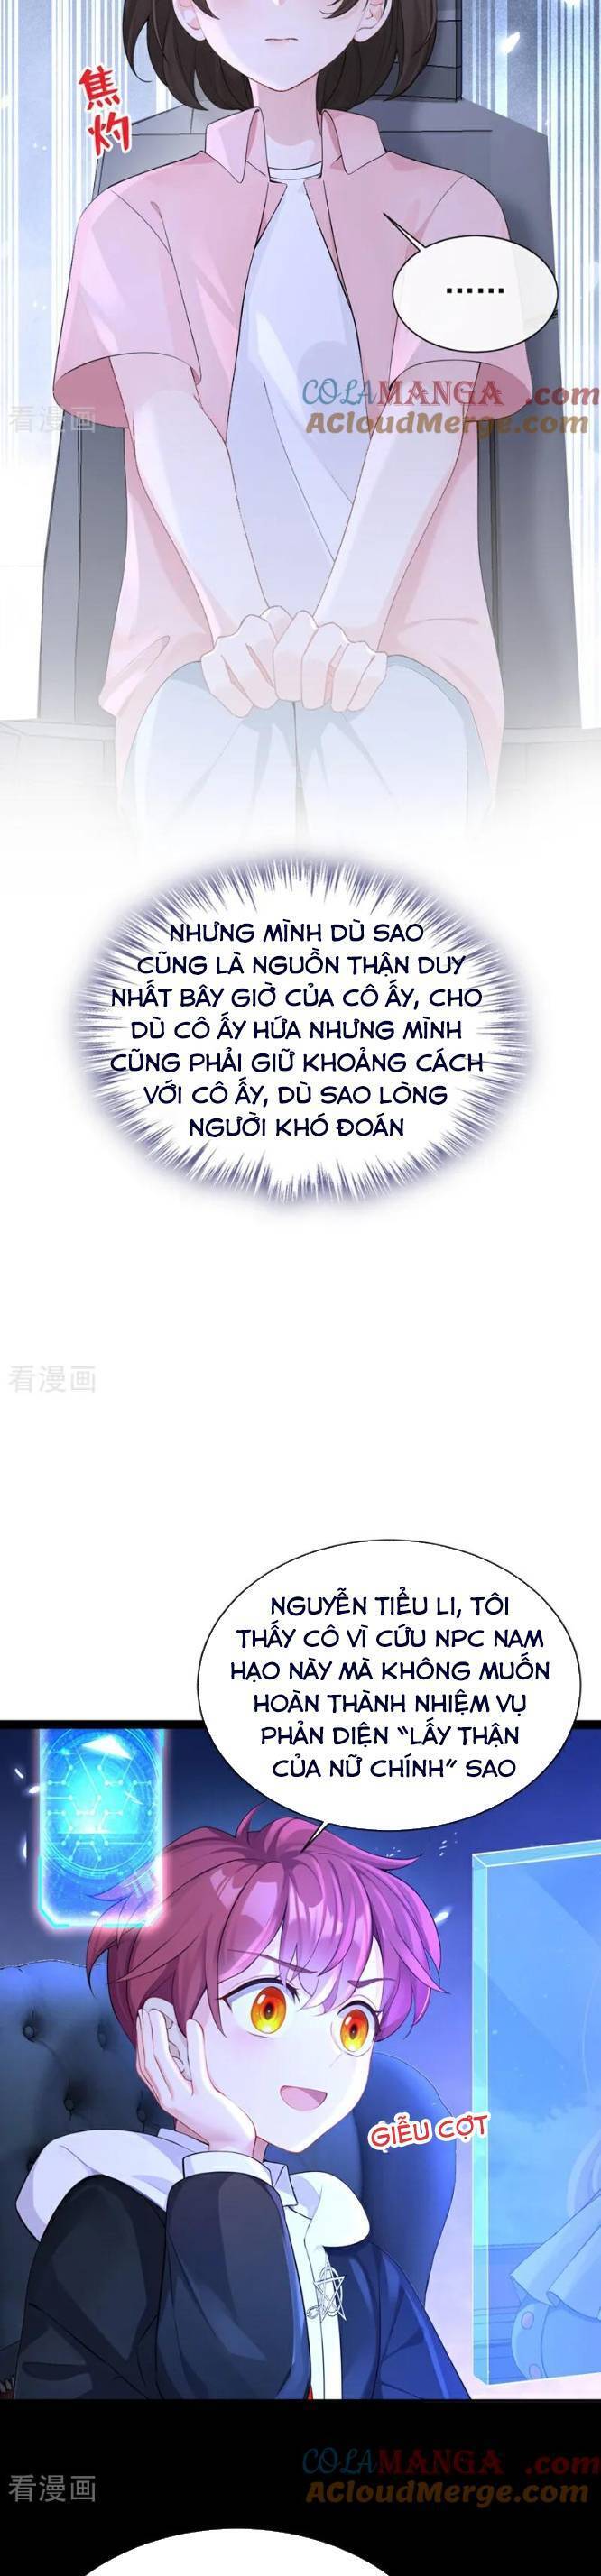 焦
灼
......
COLAMANGA.com
AcloudMerge.com
看漫画
NHƯNG MÌNH DÙ SAO
CŨNG LÀ NGUỒN THẬN DUY
NHẤT BÂY GIỜ CỦA CÔ ẤY, CHO
DÙ CÔ ẤY HỨA NHƯNG MÌNH
CŨNG PHẢI GIỮ KHOẢNG CÁCH
VỚI CÔ ẤY, DÙ SAO LÒNG
NGƯỜI KHÓ ĐOÁN
看漫画
NGUYỄN TIỂU LI, TÔI
THẤY CÔ VÌ CỨU NPC NAM
HẠO NÀY MÀ KHÔNG MUỐN
HOÀN THÀNH NHIỆM VỤ
PHẢN DIỆN “LẤY THẬN
CỦA NỮ CHÍNH” SAO
GIỄU CỢT
COLAMANGA.com
AcloudMerge.com
看漫画